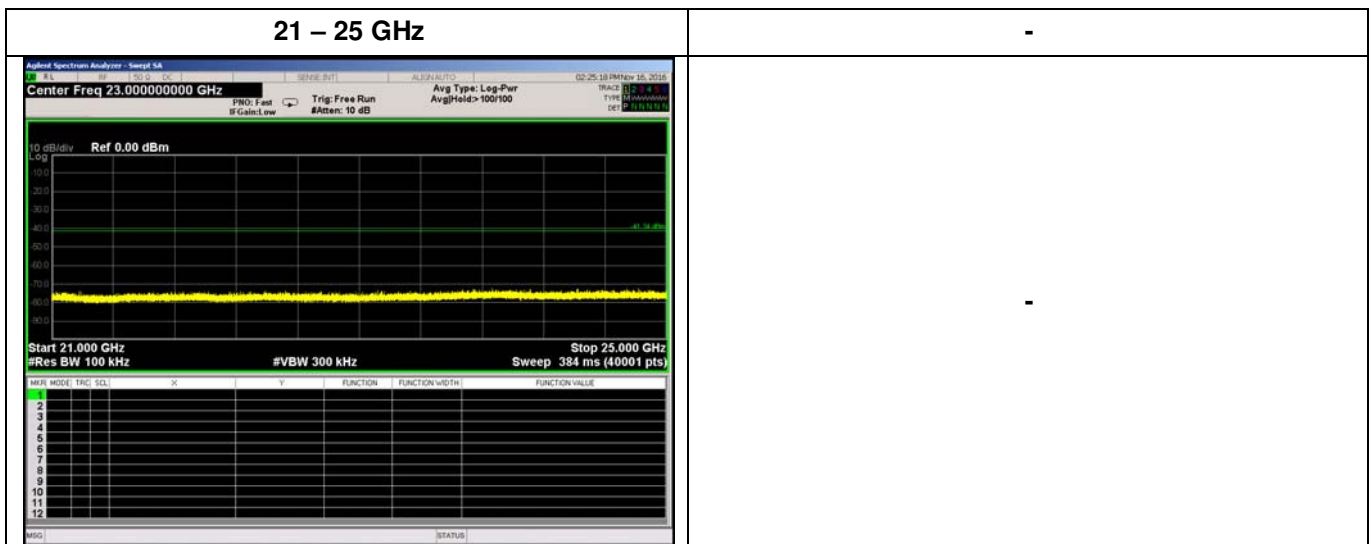 21 – 25 GHz
-
Agilent Spectrum Analyzer - Swept SA
RL RF 50 Ω DC SENSE:INT ALIGN AUTO 02:25:18 PM Nov 16, 2016
Center Freq 23.000000000 GHz
PNO: Fast
IFGain:Low
Trig: Free Run
#Atten: 10 dB
Avg Type: Log-Pwr
Avg|Hold:>100/100
TRACE 1 2 3 4 5 6
TYPE M
DET P N N N N N
10 dB/div Ref 0.00 dBm
Log
-10.0
-20.0
-30.0
-40.0
-50.0
-60.0
-70.0
-80.0
-90.0
Start 21.000 GHz
Stop 25.000 GHz
#Res BW 100 kHz
#VBW 300 kHz
Sweep 384 ms (40001 pts)
MKR MODE TRC SCL X Y FUNCTION FUNCTION WIDTH FUNCTION VALUE
1
2
3
4
5
6
7
8
9
10
11
12
MSG STATUS
-